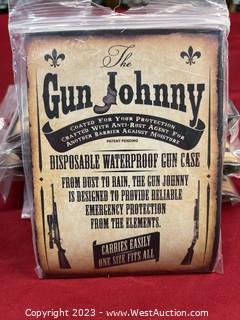 The
Gun Johnny
COATED FOR YOUR PROTECTION
CRAFTED WITH ANTI-RUST AGENT FOR
ANOTHER BARRIER AGAINST MOISTURE
PATENT PENDING
DISPOSABLE WATERPROOF GUN CASE
FROM DUST TO RAIN, THE GUN JOHNNY
IS DESIGNED TO PROVIDE RELIABLE
EMERGENCY PROTECTION
FROM THE ELEMENTS.
CARRIES EASILY
ONE SIZE FITS ALL
Copyright 2023 - www.WestAuction.com